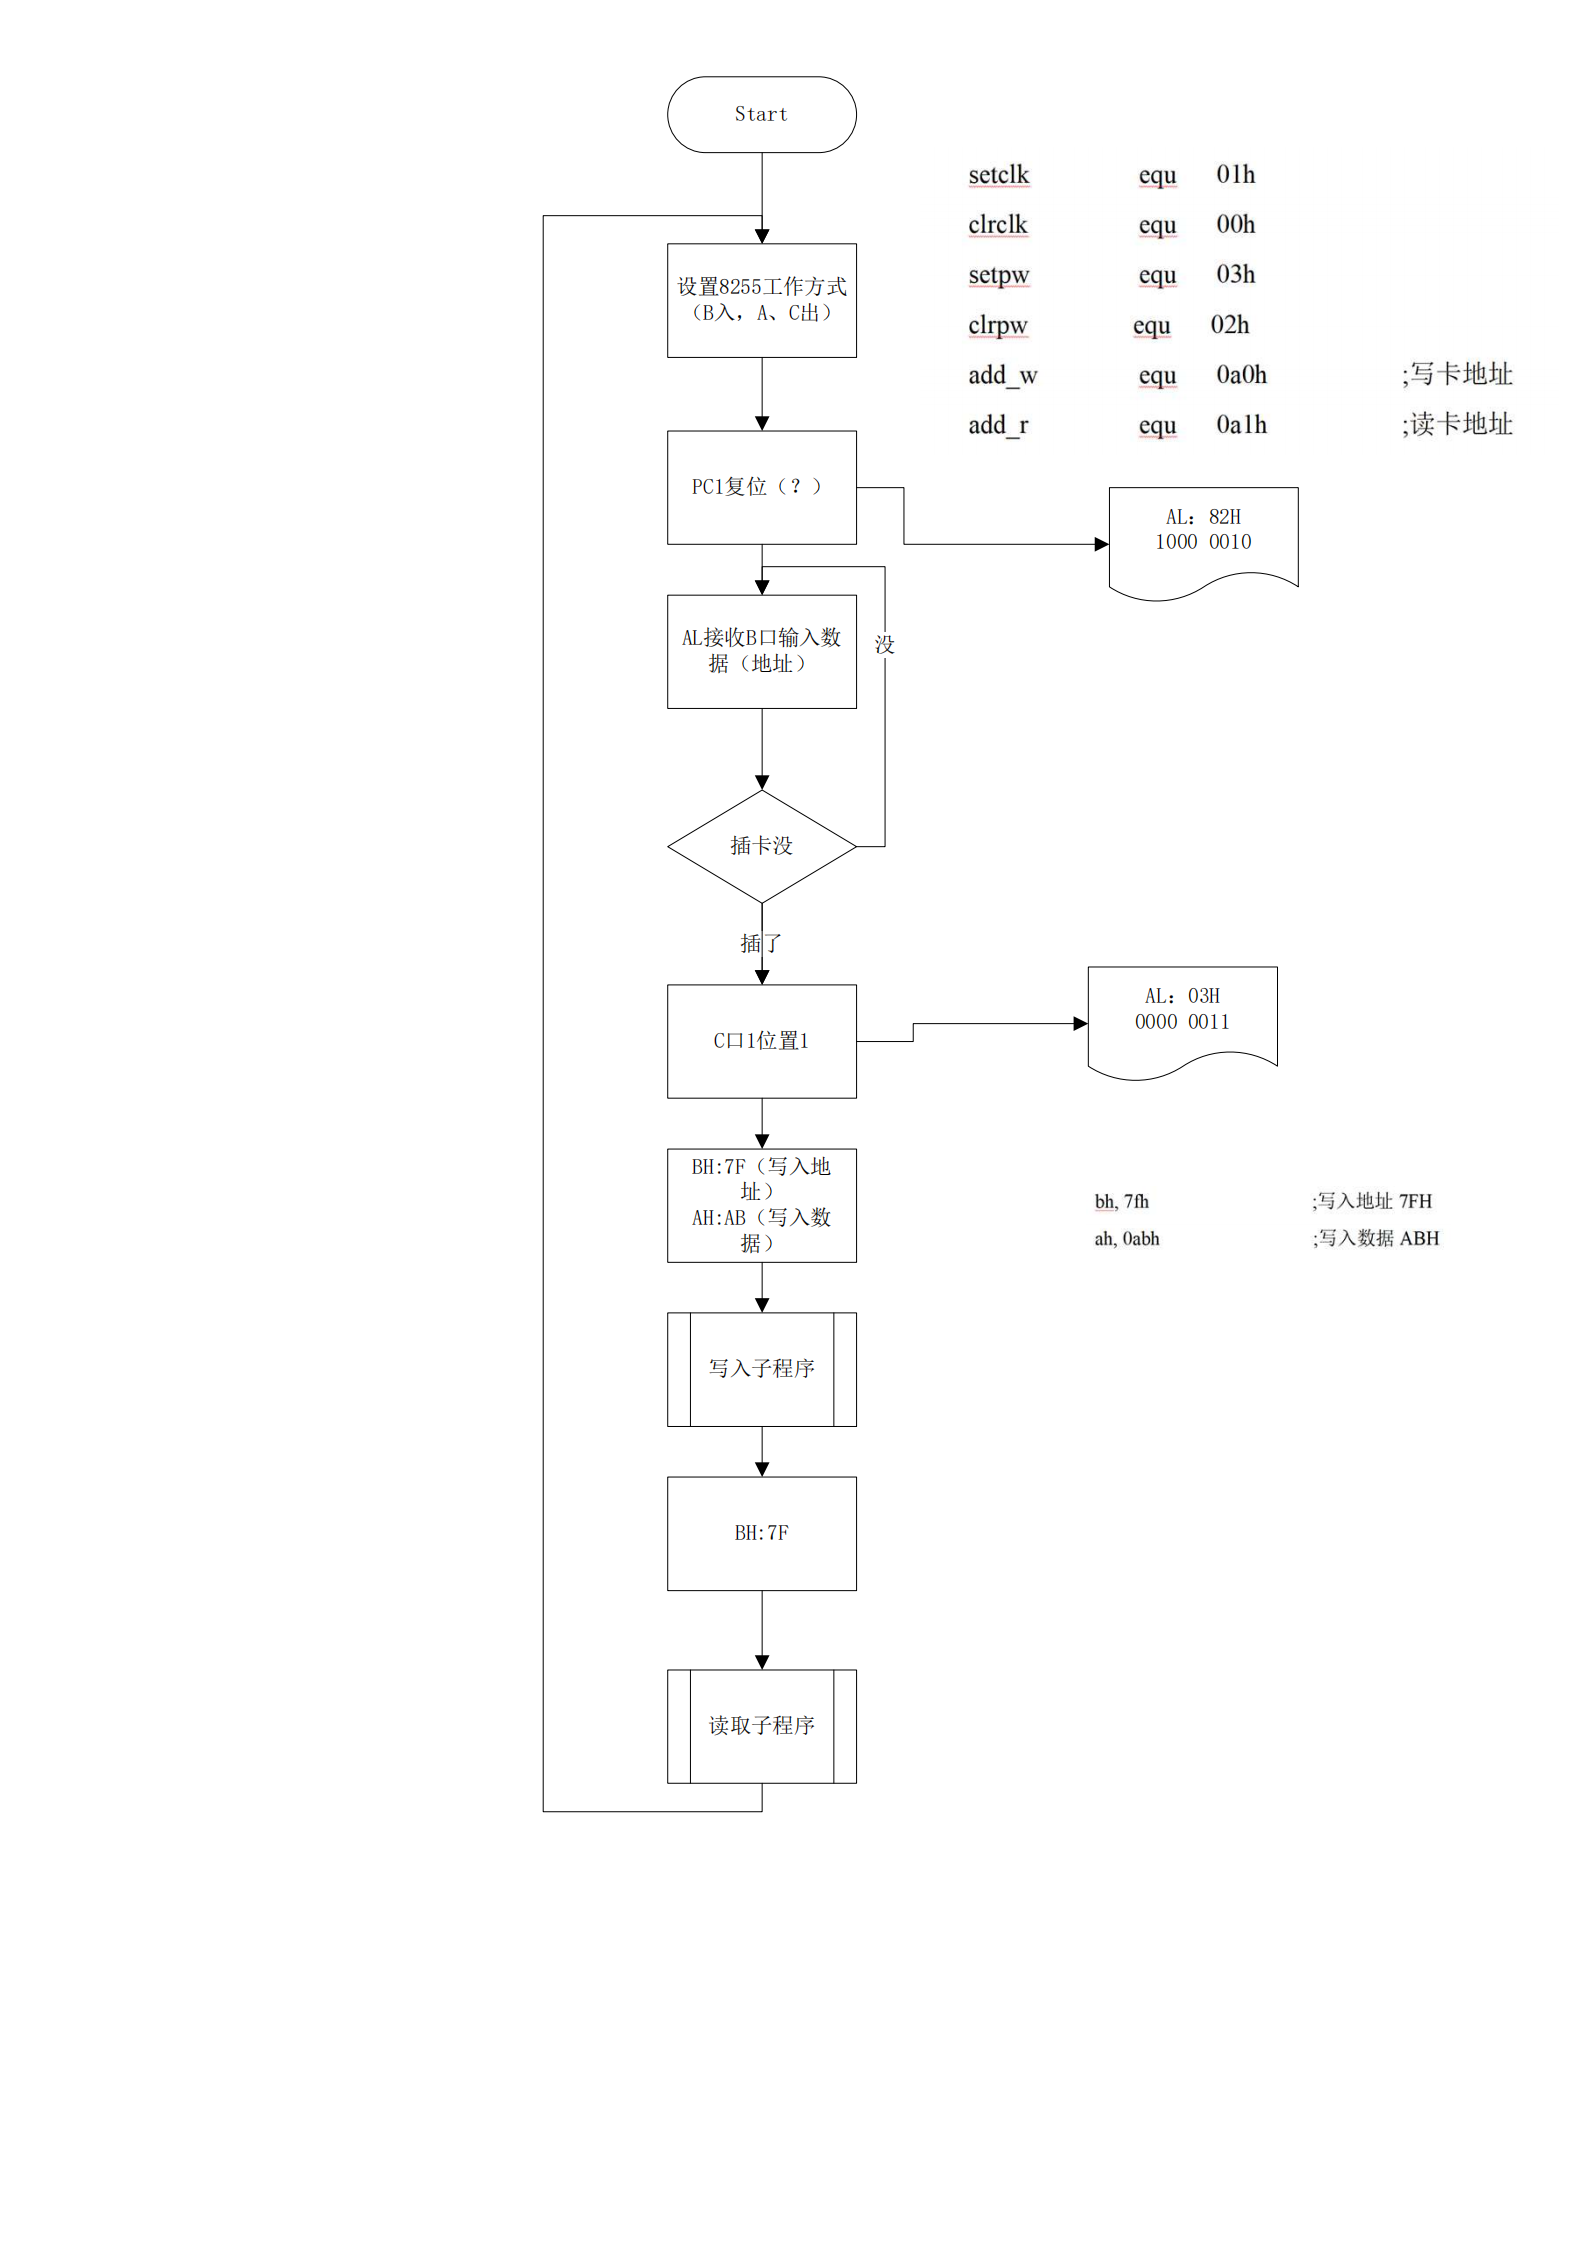 Start
setclk equ 01h
clrclk equ 00h
setpw equ 03h
clrpw equ 02h
add_w equ 0a0h ;写卡地址
add_r equ 0a1h ;读卡地址
设置8255工作方式
（B入，A、C出）
PC1复位（？）
AL：82H
1000 0010
AL接收B口输入数
据（地址）
没
插卡没
插了
C口1位置1
AL：03H
0000 0011
BH:7F（写入地
址）
AH:AB（写入数
据）
bh, 7fh ;写入地址 7FH
ah, 0abh ;写入数据 ABH
写入子程序
BH:7F
读取子程序